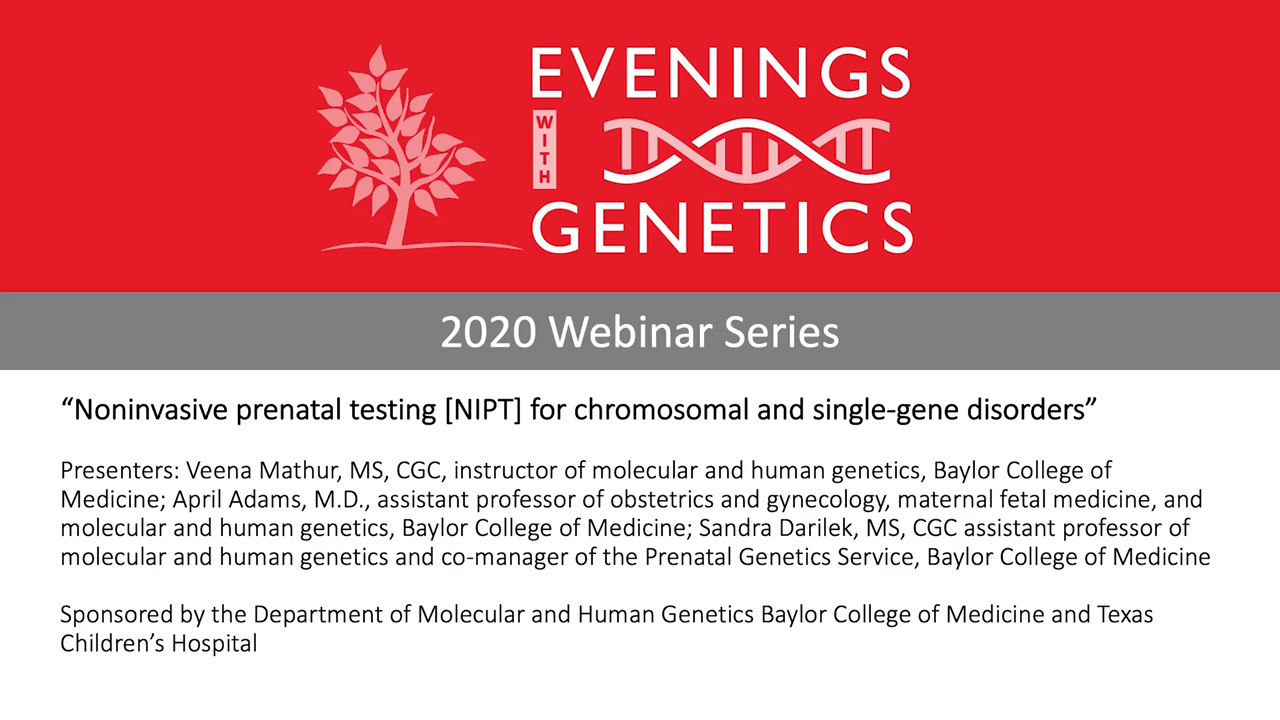 EVENINGS
WITH
GENETICS
2020 Webinar Series
“Noninvasive prenatal testing [NIPT] for chromosomal and single-gene disorders”
Presenters: Veena Mathur, MS, CGC, instructor of molecular and human genetics, Baylor College of
Medicine; April Adams, M.D., assistant professor of obstetrics and gynecology, maternal fetal medicine, and
molecular and human genetics, Baylor College of Medicine; Sandra Darilek, MS, CGC assistant professor of
molecular and human genetics and co-manager of the Prenatal Genetics Service, Baylor College of Medicine
Sponsored by the Department of Molecular and Human Genetics Baylor College of Medicine and Texas
Children’s Hospital